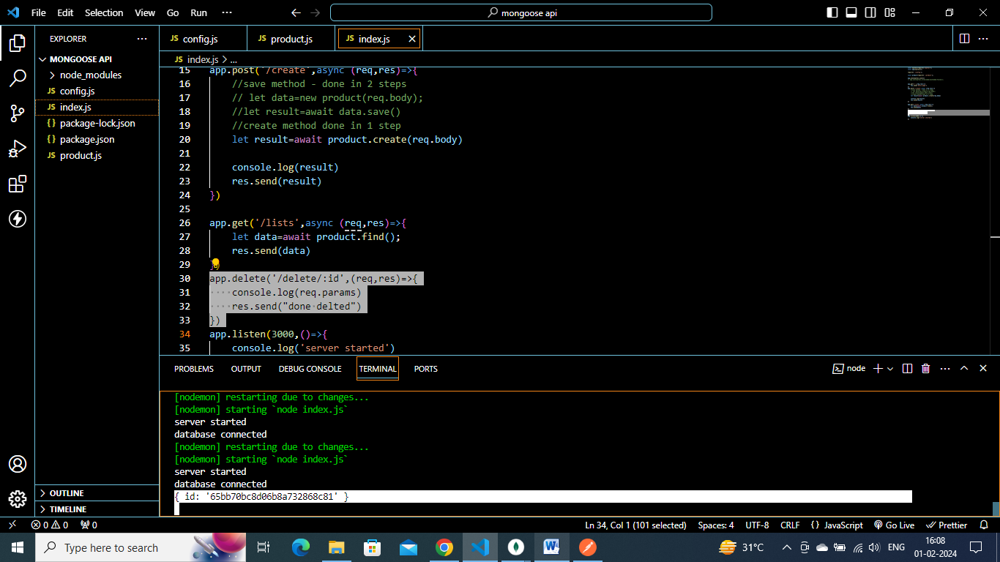 File Edit Selection View Go Run ···
mongoose api
EXPLORER ···
MONGOOSE API
node_modules
JS config.js
JS index.js
{} package-lock.json
{} package.json
JS product.js
OUTLINE
TIMELINE
JS config.js JS product.js JS index.js
JS index.js > ...
15 app.post('/create',async (req,res)=>{
16 //save method - done in 2 steps
17 // let data=new product(req.body);
18 //let result=await data.save()
19 //create method done in 1 step
20 let result=await product.create(req.body)
21
22 console.log(result)
23 res.send(result)
24 })
25
26 app.get('/lists',async (req,res)=>{
27 let data=await product.find();
28 res.send(data)
29 }
30 app.delete('/delete/:id',(req,res)=>{
31 console.log(req.params)
32 res.send("done delted")
33 })
34 app.listen(3000,()=>{
35 console.log('server started')
PROBLEMS OUTPUT DEBUG CONSOLE TERMINAL PORTS
node
[nodemon] restarting due to changes...
[nodemon] starting `node index.js`
server started
database connected
[nodemon] restarting due to changes...
[nodemon] starting `node index.js`
server started
database connected
{ id: '65bb70bc8d06b8a732868c81' }
0 0 0 Ln 34, Col 1 (101 selected) Spaces: 4 UTF-8 CRLF {} JavaScript Go Live Prettier
Type here to search
31°C ENG
16:08
01-02-2024